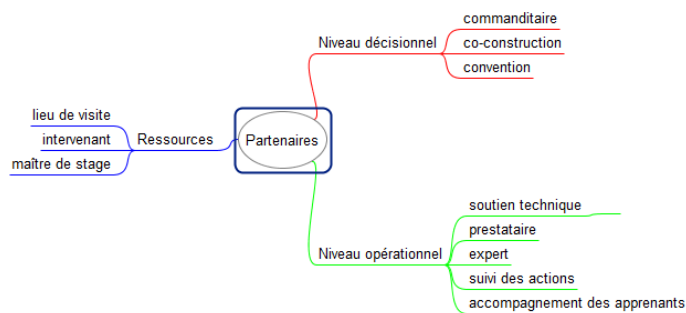 commanditaire
Niveau décisionnel
co-construction
convention
lieu de visite
intervenant
Ressources
maître de stage
Partenaires
soutien technique
prestataire
Niveau opérationnel
expert
suivi des actions
accompagnement des apprenants